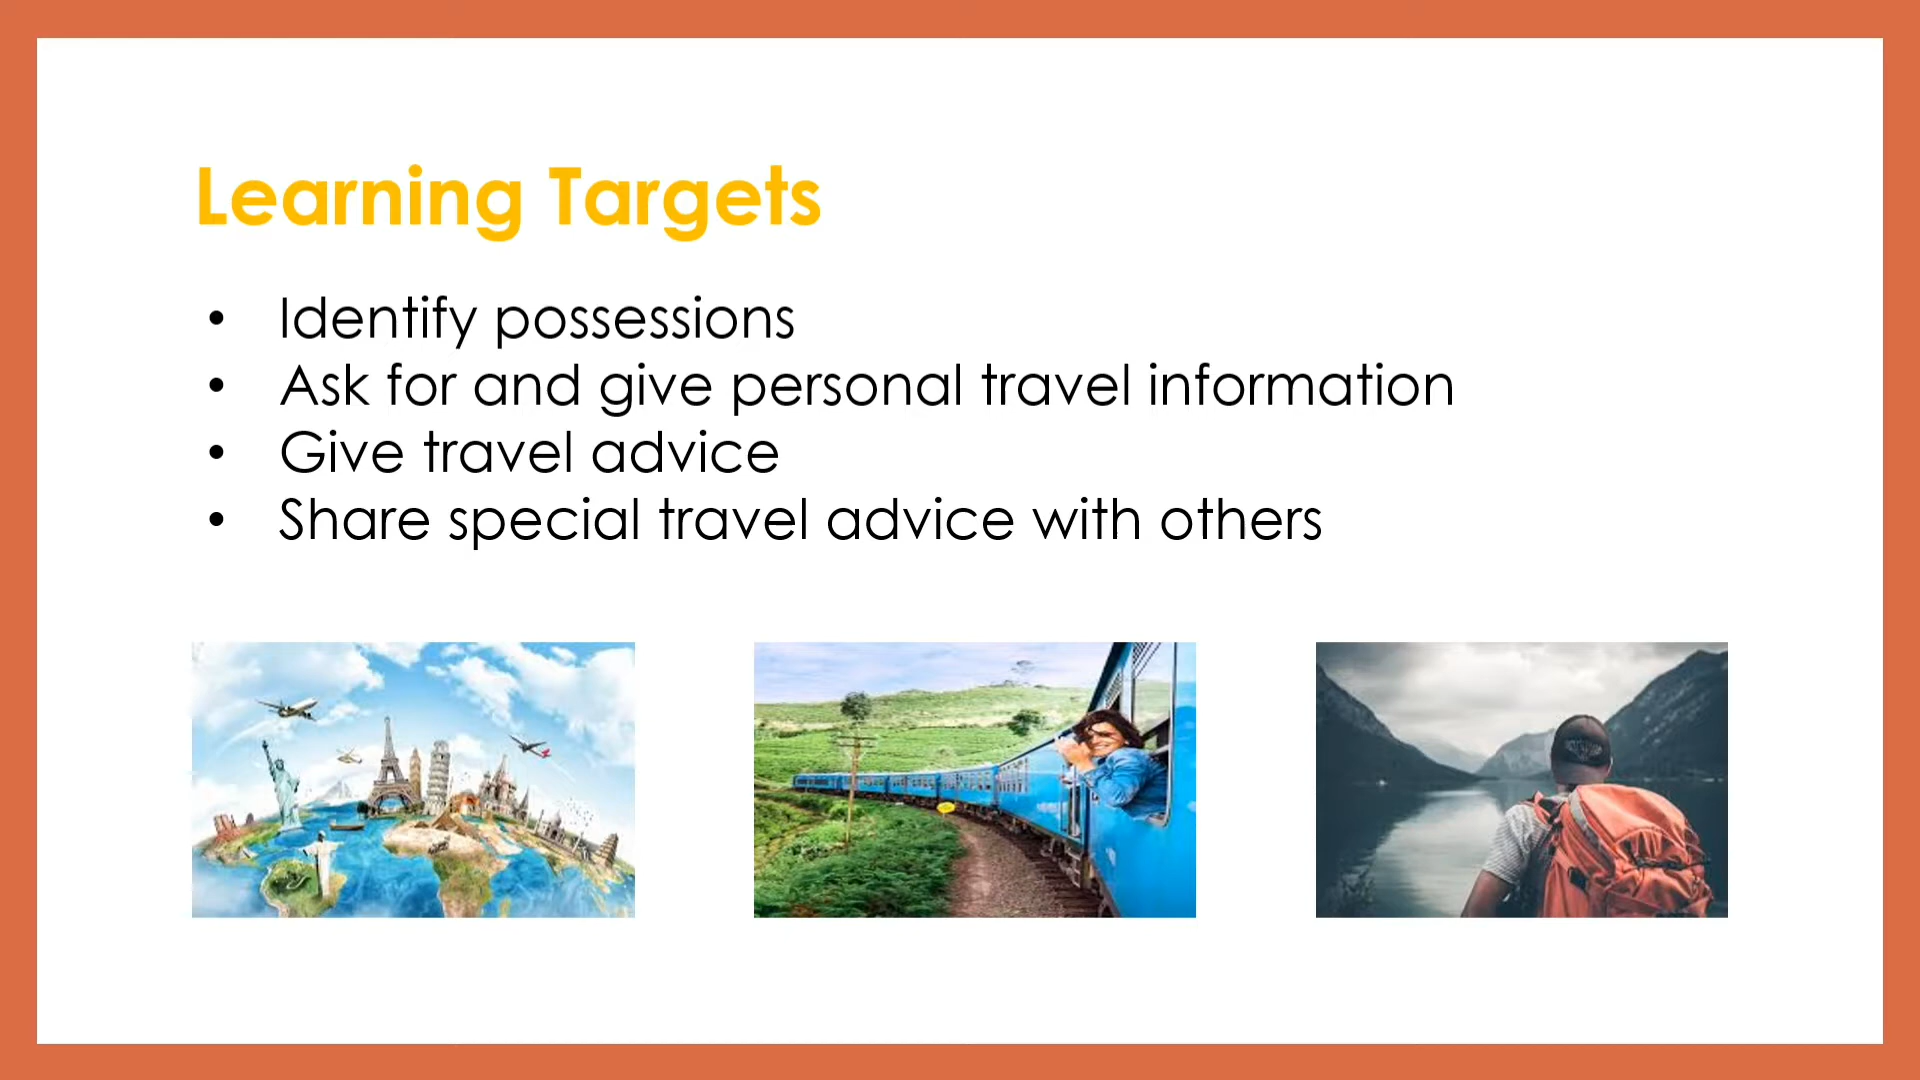 Learning Targets
• Identify possessions
• Ask for and give personal travel information
• Give travel advice
• Share special travel advice with others